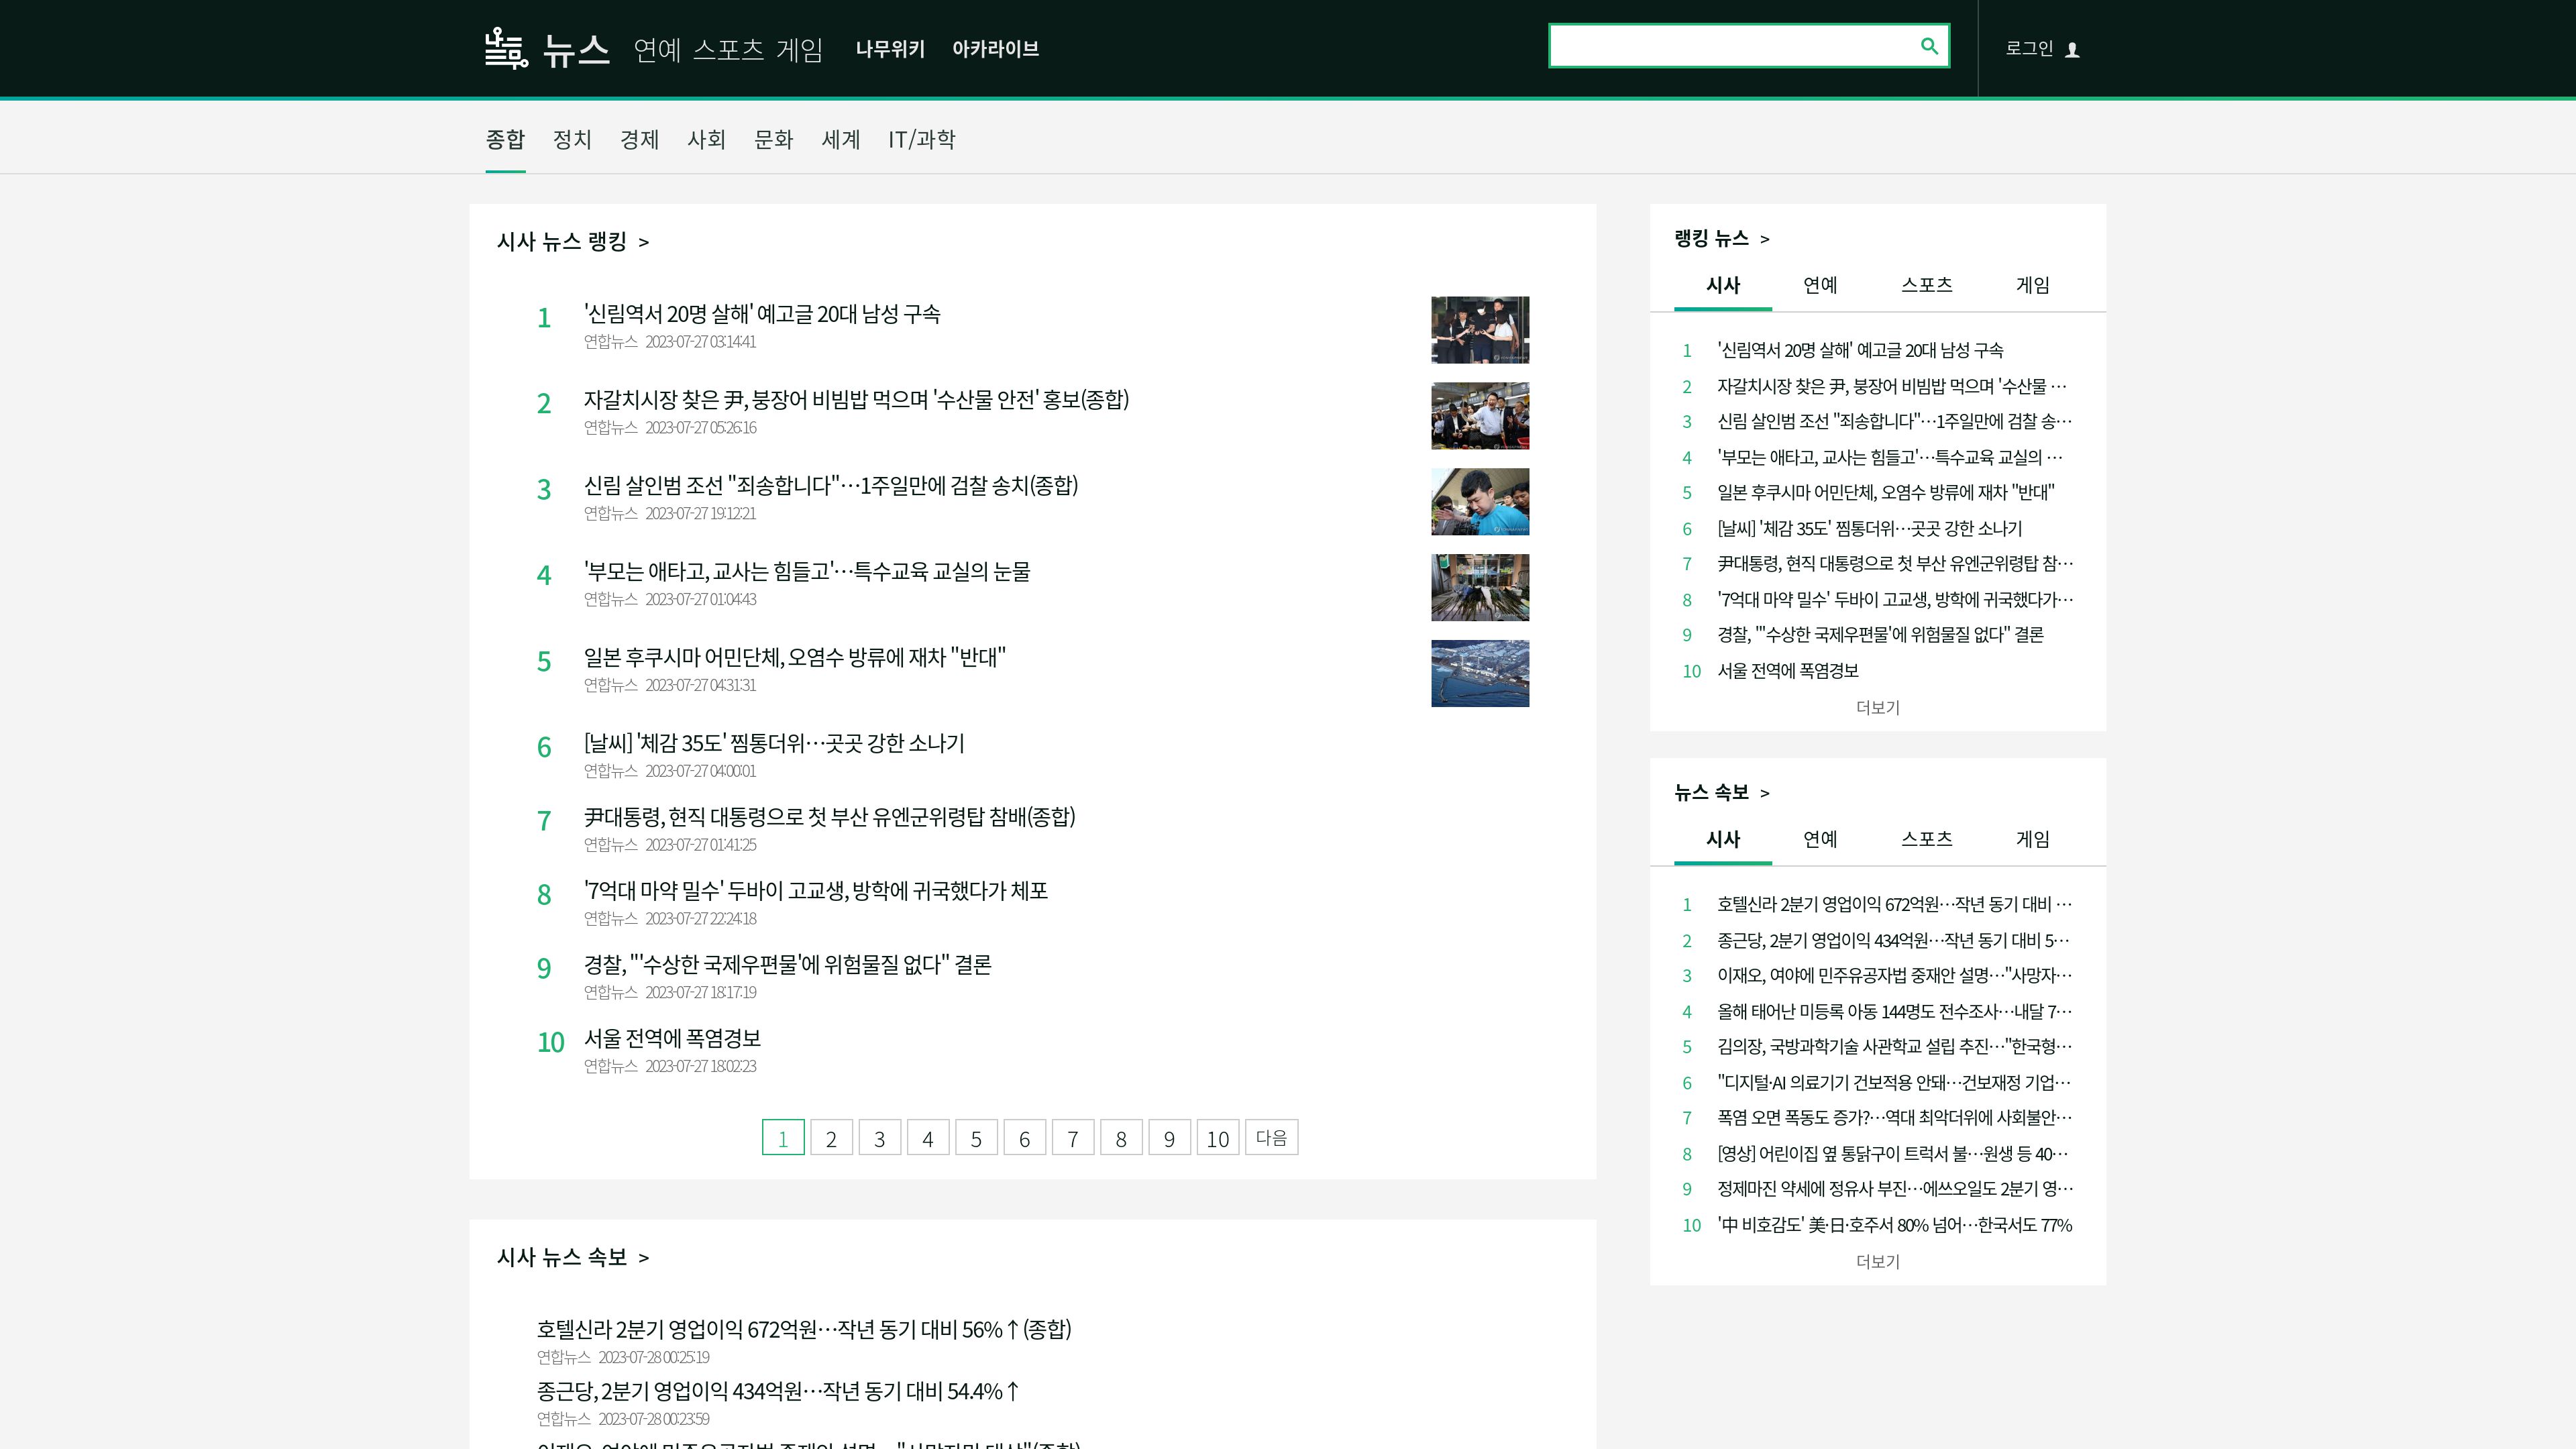 나무 뉴스 연예 스포츠 게임 나무위키 아카라이브 로그인
종합 정치 경제 사회 문화 세계 IT/과학
시사 뉴스 랭킹 >
1 '신림역서 20명 살해' 예고글 20대 남성 구속
연합뉴스 2023-07-27 03:14:41
2 자갈치시장 찾은 尹, 붕장어 비빔밥 먹으며 '수산물 안전' 홍보(종합)
연합뉴스 2023-07-27 05:26:16
3 신림 살인범 조선 "죄송합니다"…1주일만에 검찰 송치(종합)
연합뉴스 2023-07-27 19:12:21
4 '부모는 애타고, 교사는 힘들고'…특수교육 교실의 눈물
연합뉴스 2023-07-27 01:04:43
5 일본 후쿠시마 어민단체, 오염수 방류에 재차 "반대"
연합뉴스 2023-07-27 04:31:31
6 [날씨] '체감 35도' 찜통더위…곳곳 강한 소나기
연합뉴스 2023-07-27 04:00:01
7 尹대통령, 현직 대통령으로 첫 부산 유엔군위령탑 참배(종합)
연합뉴스 2023-07-27 01:41:25
8 '7억대 마약 밀수' 두바이 고교생, 방학에 귀국했다가 체포
연합뉴스 2023-07-27 22:24:18
9 경찰, "'수상한 국제우편물'에 위험물질 없다" 결론
연합뉴스 2023-07-27 18:17:19
10 서울 전역에 폭염경보
연합뉴스 2023-07-27 18:02:23
1 2 3 4 5 6 7 8 9 10 다음
시사 뉴스 속보 >
호텔신라 2분기 영업이익 672억원…작년 동기 대비 56%↑(종합)
연합뉴스 2023-07-28 00:25:19
종근당, 2분기 영업이익 434억원…작년 동기 대비 54.4%↑
연합뉴스 2023-07-28 00:23:59
랭킹 뉴스 >
시사 연예 스포츠 게임
1 '신림역서 20명 살해' 예고글 20대 남성 구속
2 자갈치시장 찾은 尹, 붕장어 비빔밥 먹으며 '수산물 …
3 신림 살인범 조선 "죄송합니다"…1주일만에 검찰 송…
4 '부모는 애타고, 교사는 힘들고'…특수교육 교실의 …
5 일본 후쿠시마 어민단체, 오염수 방류에 재차 "반대"
6 [날씨] '체감 35도' 찜통더위…곳곳 강한 소나기
7 尹대통령, 현직 대통령으로 첫 부산 유엔군위령탑 참…
8 '7억대 마약 밀수' 두바이 고교생, 방학에 귀국했다가…
9 경찰, "'수상한 국제우편물'에 위험물질 없다" 결론
10 서울 전역에 폭염경보
더보기
뉴스 속보 >
시사 연예 스포츠 게임
1 호텔신라 2분기 영업이익 672억원…작년 동기 대비 …
2 종근당, 2분기 영업이익 434억원…작년 동기 대비 5…
3 이재오, 여야에 민주유공자법 중재안 설명…"사망자…
4 올해 태어난 미등록 아동 144명도 전수조사…내달 7…
5 김의장, 국방과학기술 사관학교 설립 추진…"한국형…
6 "디지털·AI 의료기기 건보적용 안돼…건보재정 기업…
7 폭염 오면 폭동도 증가?…역대 최악더위에 사회불안…
8 [영상] 어린이집 옆 통닭구이 트럭서 불…원생 등 40…
9 정제마진 약세에 정유사 부진…에쓰오일도 2분기 영…
10 '中 비호감도' 美·日·호주서 80% 넘어…한국서도 77%
더보기